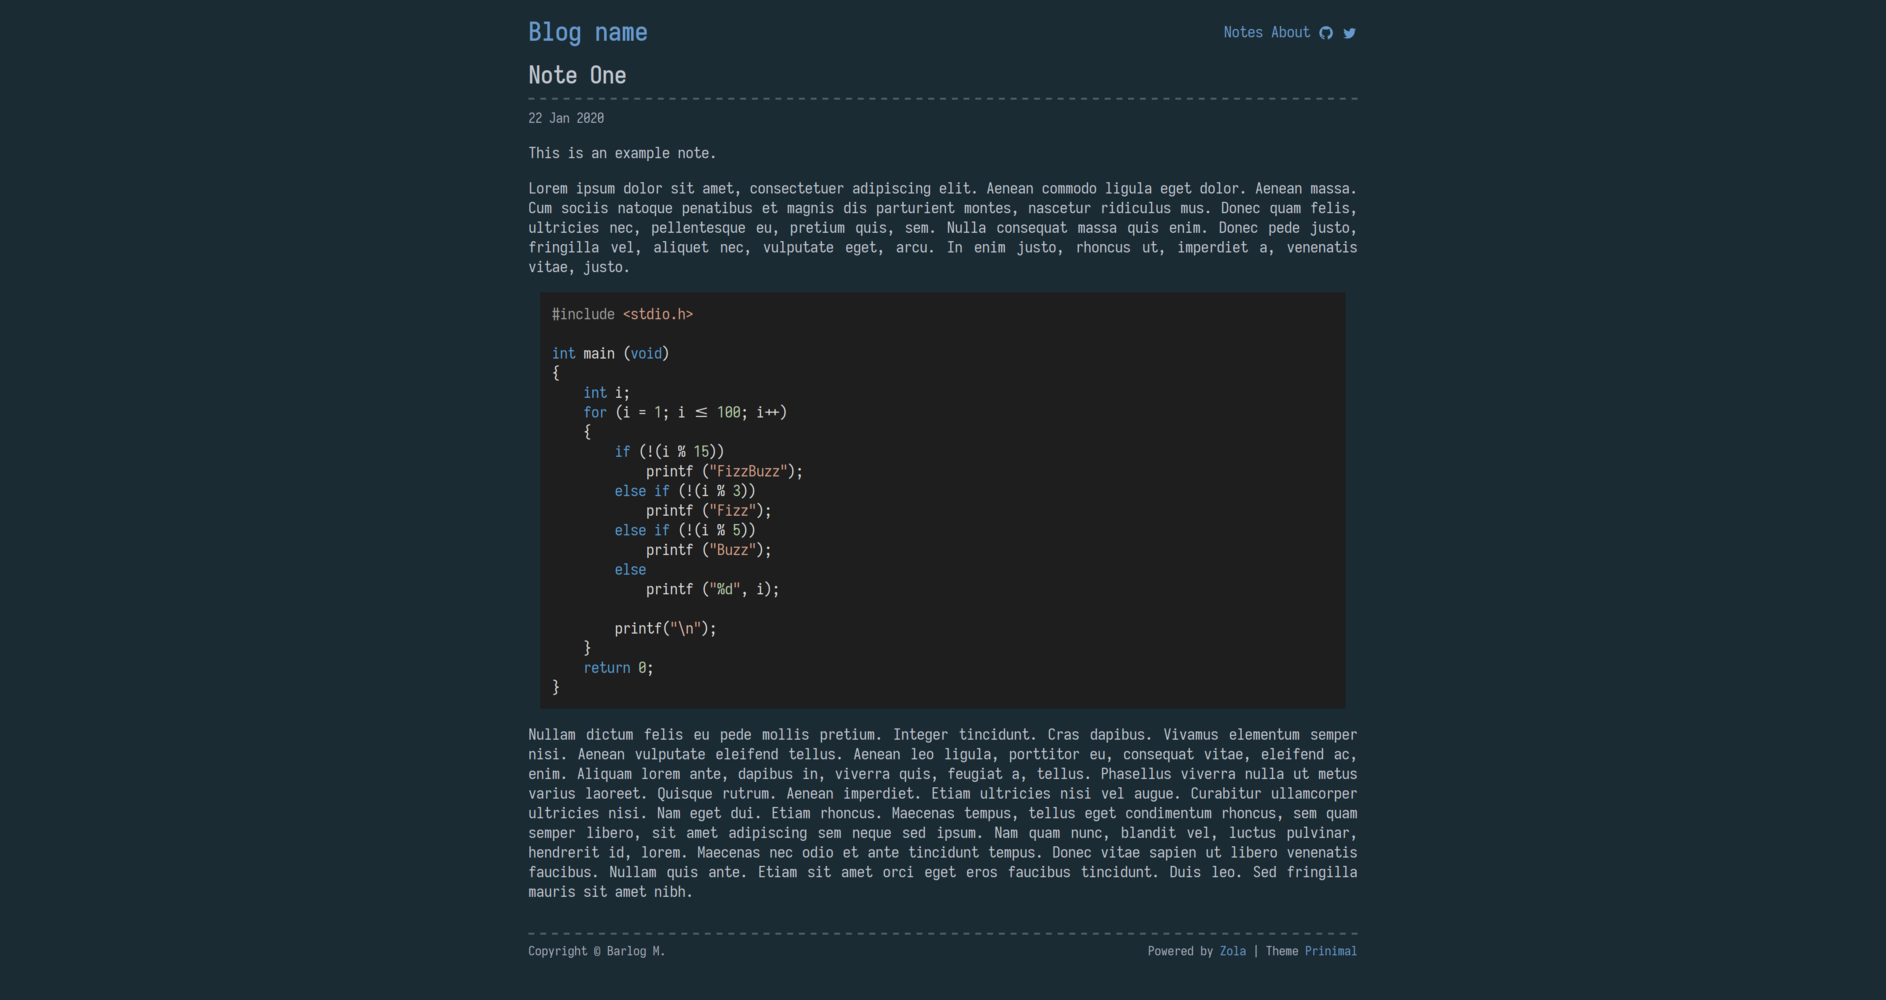 Blog name
Notes About
Note One
22 Jan 2020
This is an example note.
Lorem ipsum dolor sit amet, consectetuer adipiscing elit. Aenean commodo ligula eget dolor. Aenean massa.
Cum sociis natoque penatibus et magnis dis parturient montes, nascetur ridiculus mus. Donec quam felis,
ultricies nec, pellentesque eu, pretium quis, sem. Nulla consequat massa quis enim. Donec pede justo,
fringilla vel, aliquet nec, vulputate eget, arcu. In enim justo, rhoncus ut, imperdiet a, venenatis
vitae, justo.
#include <stdio.h>
int main (void)
{
    int i;
    for (i = 1; i <= 100; i++)
    {
        if (!(i % 15))
            printf ("FizzBuzz");
        else if (!(i % 3))
            printf ("Fizz");
        else if (!(i % 5))
            printf ("Buzz");
        else
            printf ("%d", i);
        printf("\n");
    }
    return 0;
}
Nullam dictum felis eu pede mollis pretium. Integer tincidunt. Cras dapibus. Vivamus elementum semper
nisi. Aenean vulputate eleifend tellus. Aenean leo ligula, porttitor eu, consequat vitae, eleifend ac,
enim. Aliquam lorem ante, dapibus in, viverra quis, feugiat a, tellus. Phasellus viverra nulla ut metus
varius laoreet. Quisque rutrum. Aenean imperdiet. Etiam ultricies nisi vel augue. Curabitur ullamcorper
ultricies nisi. Nam eget dui. Etiam rhoncus. Maecenas tempus, tellus eget condimentum rhoncus, sem quam
semper libero, sit amet adipiscing sem neque sed ipsum. Nam quam nunc, blandit vel, luctus pulvinar,
hendrerit id, lorem. Maecenas nec odio et ante tincidunt tempus. Donec vitae sapien ut libero venenatis
faucibus. Nullam quis ante. Etiam sit amet orci eget eros faucibus tincidunt. Duis leo. Sed fringilla
mauris sit amet nibh.
Copyright © Barlog M.
Powered by Zola | Theme Prinimal